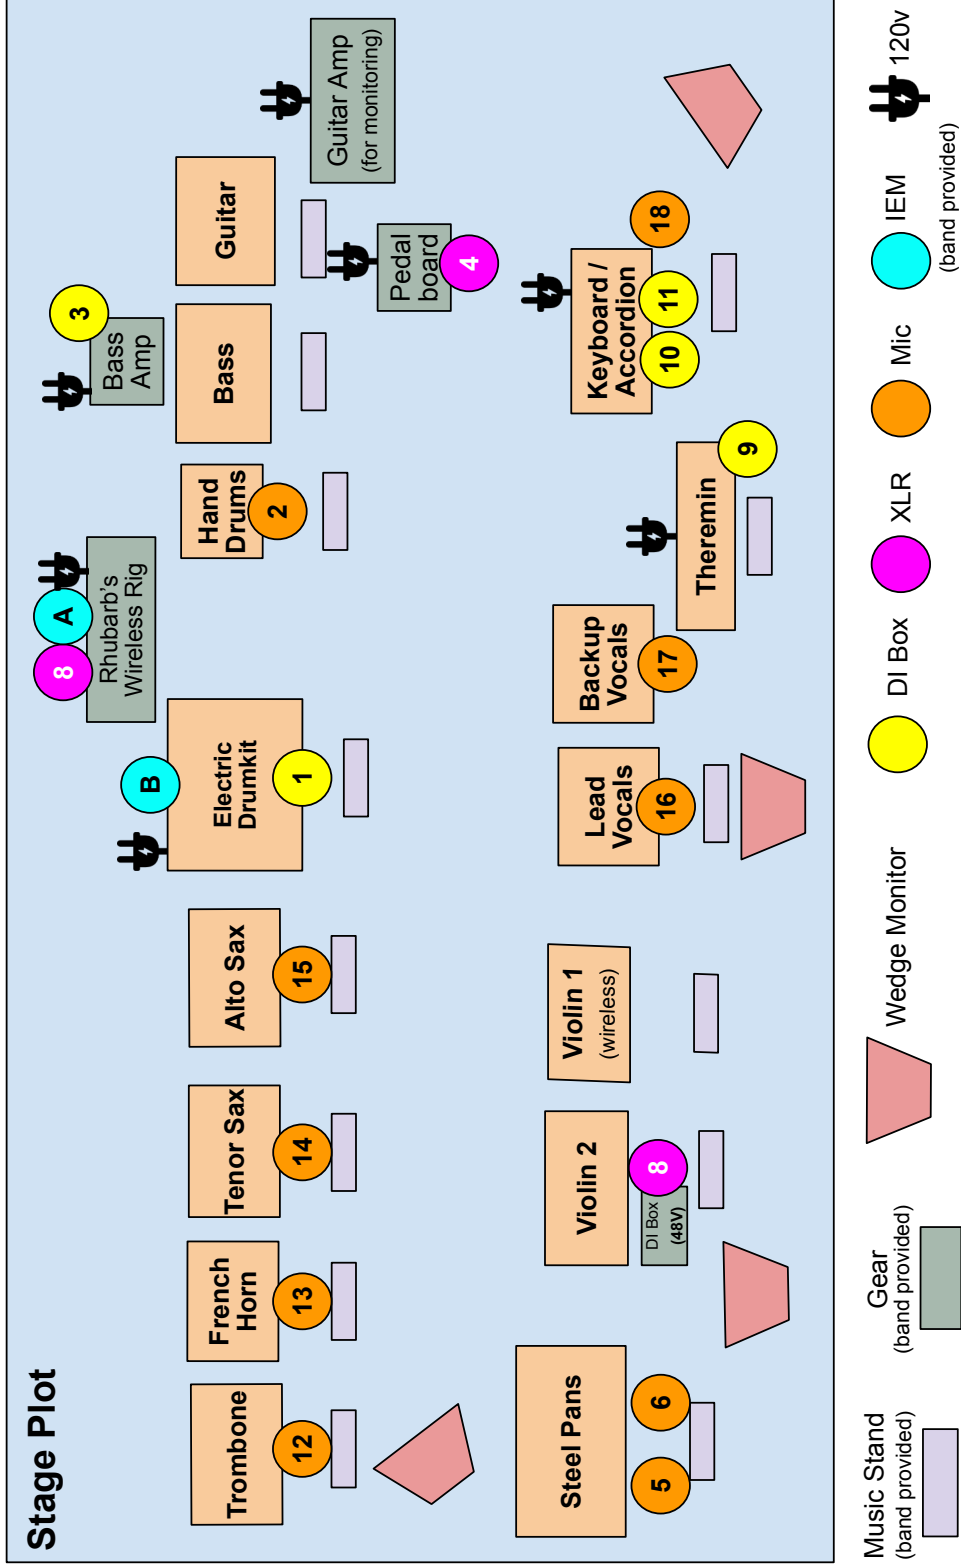 Stage Plot
8
A
3
B
Rhubarb's
Wireless Rig
Bass
Amp
Guitar Amp
(for monitoring)
Trombone
12
French
Horn
13
Tenor Sax
14
Alto Sax
15
Electric
Drumkit
1
Hand
Drums
2
Bass
Guitar
Pedal
board
4
Steel Pans
5
6
Violin 2
DI Box
(48V)
8
Violin 1
(wireless)
Lead
Vocals
16
Backup
Vocals
17
Theremin
9
Keyboard /
Accordion
10
11
18
Music Stand
(band provided)
Gear
(band provided)
Wedge Monitor
DI Box
XLR
Mic
IEM
(band provided)
120v